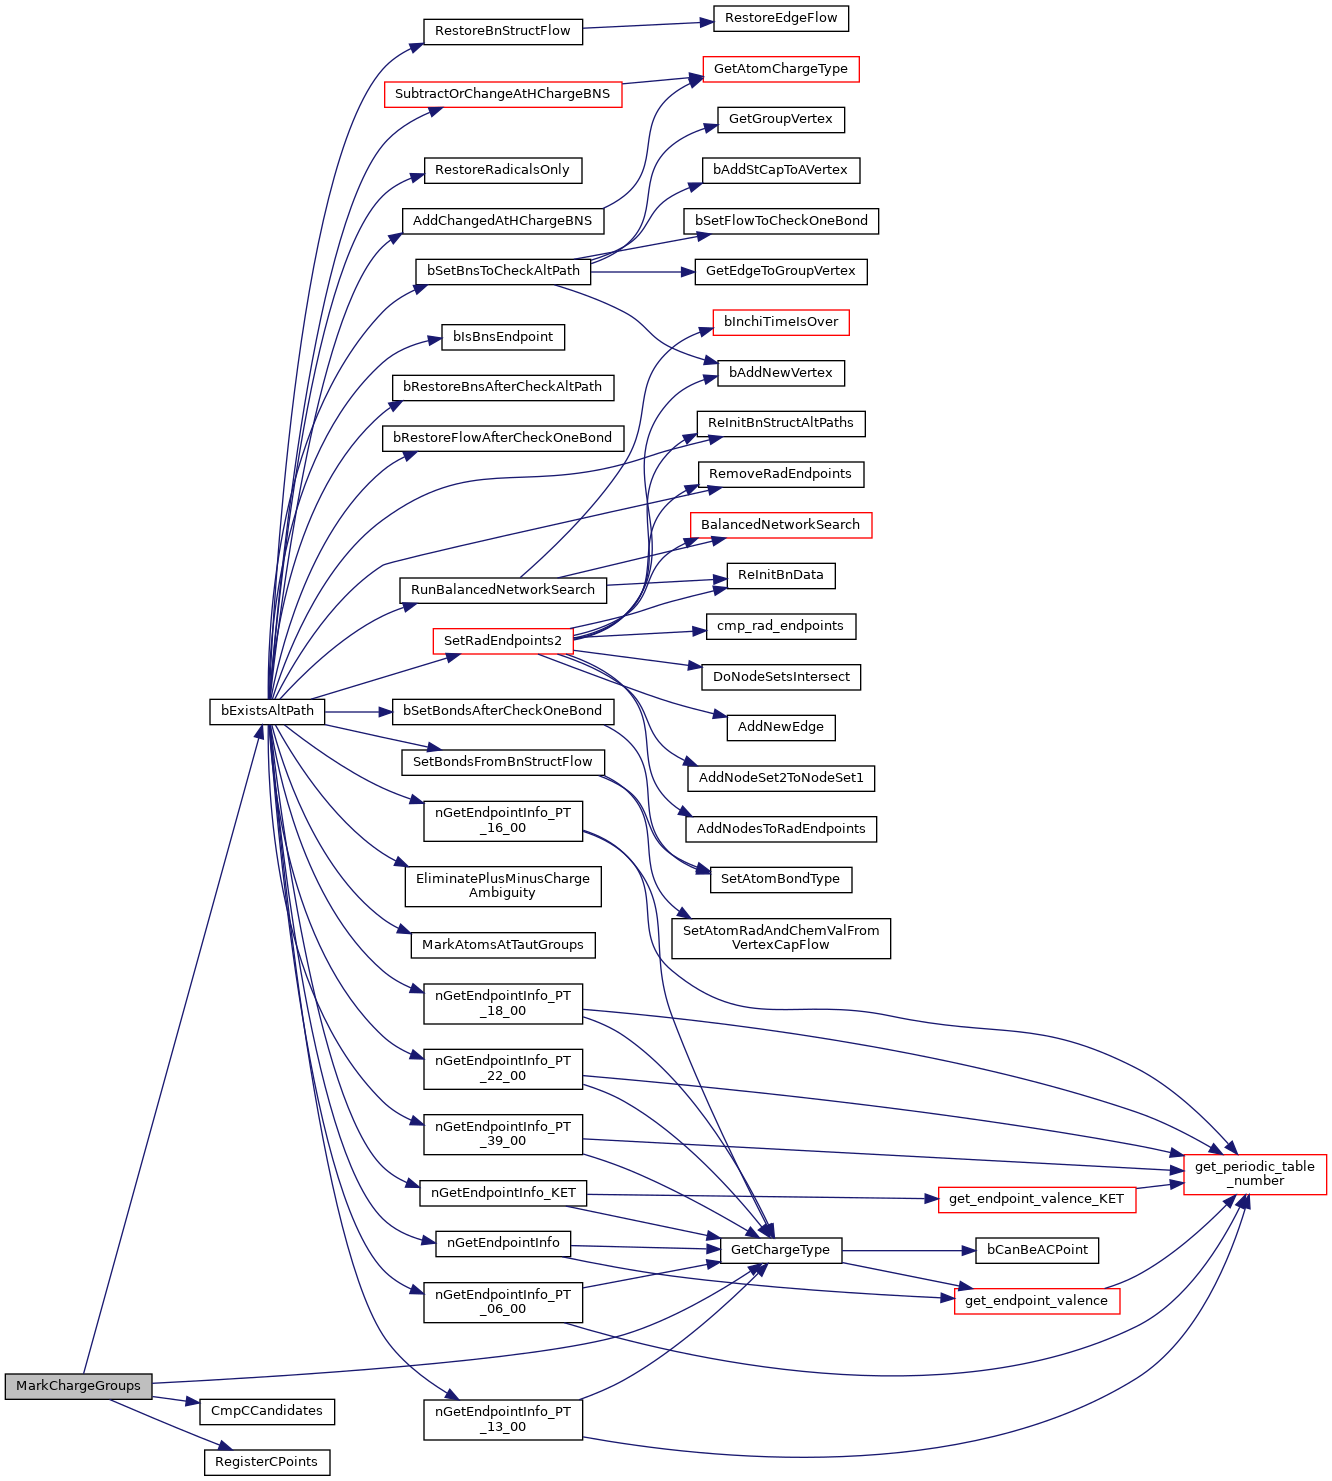 RestoreBnStructFlow
RestoreEdgeFlow
SubtractOrChangeAtHChargeBNS
GetAtomChargeType
GetGroupVertex
RestoreRadicalsOnly
bAddStCapToAVertex
AddChangedAtHChargeBNS
bSetFlowToCheckOneBond
bSetBnsToCheckAltPath
GetEdgeToGroupVertex
bIsBnsEndpoint
bInchiTimeIsOver
bRestoreBnsAfterCheckAltPath
bAddNewVertex
bRestoreFlowAfterCheckOneBond
ReInitBnStructAltPaths
RemoveRadEndpoints
BalancedNetworkSearch
RunBalancedNetworkSearch
ReInitBnData
SetRadEndpoints2
cmp_rad_endpoints
DoNodeSetsIntersect
bExistsAltPath
bSetBondsAfterCheckOneBond
AddNewEdge
SetBondsFromBnStructFlow
AddNodeSet2ToNodeSet1
nGetEndpointInfo_PT
_16_00
AddNodesToRadEndpoints
EliminatePlusMinusCharge
Ambiguity
SetAtomBondType
MarkAtomsAtTautGroups
SetAtomRadAndChemValFrom
VertexCapFlow
nGetEndpointInfo_PT
_18_00
nGetEndpointInfo_PT
_22_00
nGetEndpointInfo_PT
_39_00
get_periodic_table
_number
nGetEndpointInfo_KET
get_endpoint_valence_KET
nGetEndpointInfo
GetChargeType
bCanBeACPoint
nGetEndpointInfo_PT
_06_00
get_endpoint_valence
MarkChargeGroups
CmpCCandidates
nGetEndpointInfo_PT
_13_00
RegisterCPoints